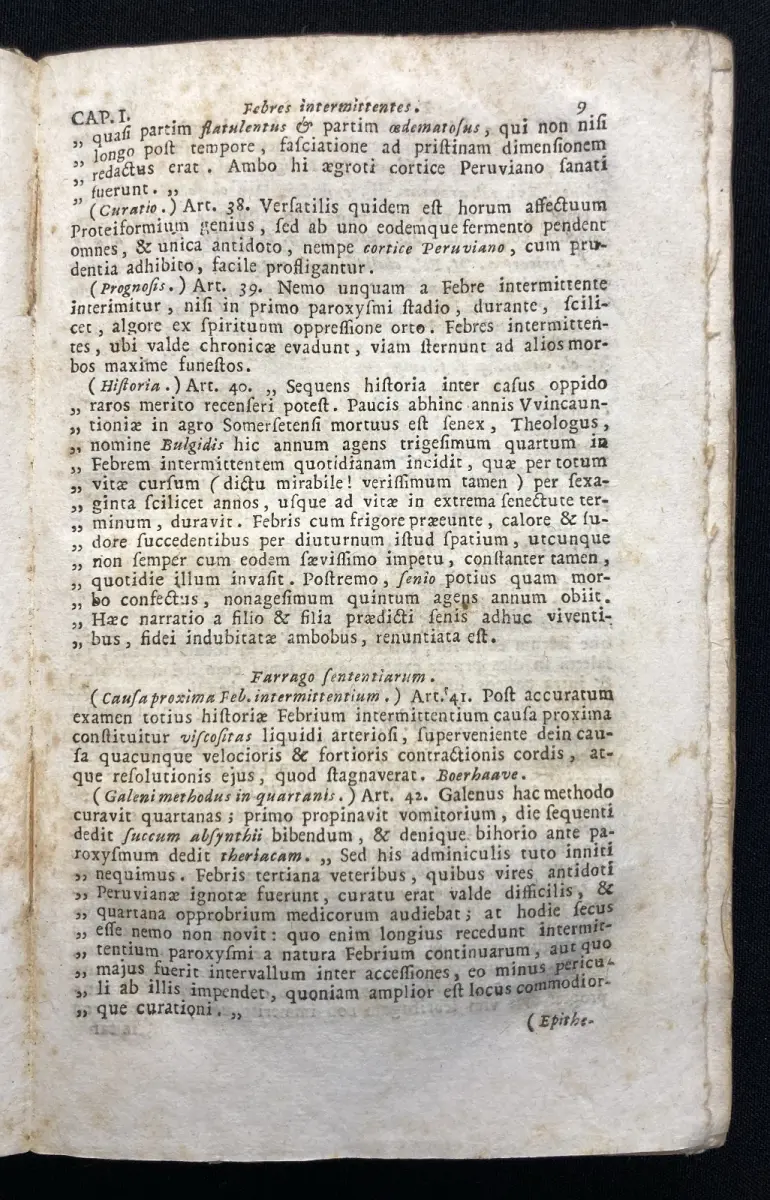 CAP. I. Febres intermittentes. 9
„ quaſi partim flatulentus & partim œdematoſus, qui non niſi
„ longo poſt tempore, faſciatione ad priſtinam dimenſionem
„ redactus erat. Ambo hi ægroti cortice Peruviano ſanati
„ fuerunt. „
(Curatio.) Art. 38. Verſatilis quidem eſt horum affectuum
Proteiformium genius, ſed ab uno eodemque fermento pendent
omnes, & unica antidoto, nempe cortice Peruviano, cum pru-
dentia adhibito, facile profligantur.
(Prognoſis.) Art. 39. Nemo unquam a Febre intermittente
interimitur, niſi in primo paroxyſmi ſtadio, durante, ſcili-
cet, algore ex ſpirituum oppreſſione orto. Febres intermitten-
tes, ubi valde chronicæ evadunt, viam ſternunt ad alios mor-
bos maxime funeſtos.
(Hiſtoria.) Art. 40. „ Sequens hiſtoria inter caſus oppido
„ raros merito recenſeri poteſt. Paucis abhinc annis Vvincaun-
„ tioniæ in agro Somerſetenſi mortuus eſt ſenex, Theologus,
„ nomine Bulgidis hic annum agens trigeſimum quartum in
„ Febrem intermittentem quotidianam incidit, quæ per totum
„ vitæ curſum (dictu mirabile! veriſſimum tamen) per ſexa-
„ ginta ſcilicet annos, uſque ad vitæ in extrema ſenectute ter-
„ minum, duravit. Febris cum frigore præeunte, calore & ſu-
„ dore ſuccedentibus per diuturnum iſtud ſpatium, utcunque
„ non ſemper cum eodem ſæviſſimo impetu, conſtanter tamen,
„ quotidie illum invaſit. Poſtremo, ſenio potius quam mor-
„ bo confectus, nonageſimum quintum agens annum obiit.
„ Hæc narratio a filio & filia prædicti ſenis adhuc viventi-
„ bus, fidei indubitatæ ambobus, renuntiata eſt.
Farrago ſententiarum.
(Cauſa proxima Feb. intermittentium.) Art. 41. Poſt accuratum
examen totius hiſtoriæ Febrium intermittentium cauſa proxima
conſtituitur viſcoſitas liquidi arterioſi, ſuperveniente dein cau-
ſa quacunque velocioris & fortioris contractionis cordis, at-
que reſolutionis ejus, quod ſtagnaverat. Boerhaave.
(Galeni methodus in quartanis.) Art. 42. Galenus hac methodo
curavit quartanas; primo propinavit vomitorium, die ſequenti
dedit ſuccum abſynthii bibendum, & denique bihorio ante pa-
roxyſmum dedit theriacam. „ Sed his adminiculis tuto inniti
„ nequimus. Febris tertiana veteribus, quibus vires antidoti
„ Peruvianæ ignotæ fuerunt, curatu erat valde difficilis, &
„ quartana opprobrium medicorum audiebat; at hodie ſecus
„ eſſe nemo non novit: quo enim longius recedunt intermit-
„ tentium paroxyſmi a natura Febrium continuarum, aut quo
„ majus fuerit intervallum inter acceſſiones, eo minus pericu-
„ li ab illis impendet, quoniam amplior eſt locus commodior-
„ que curationi. „
(Epithe-